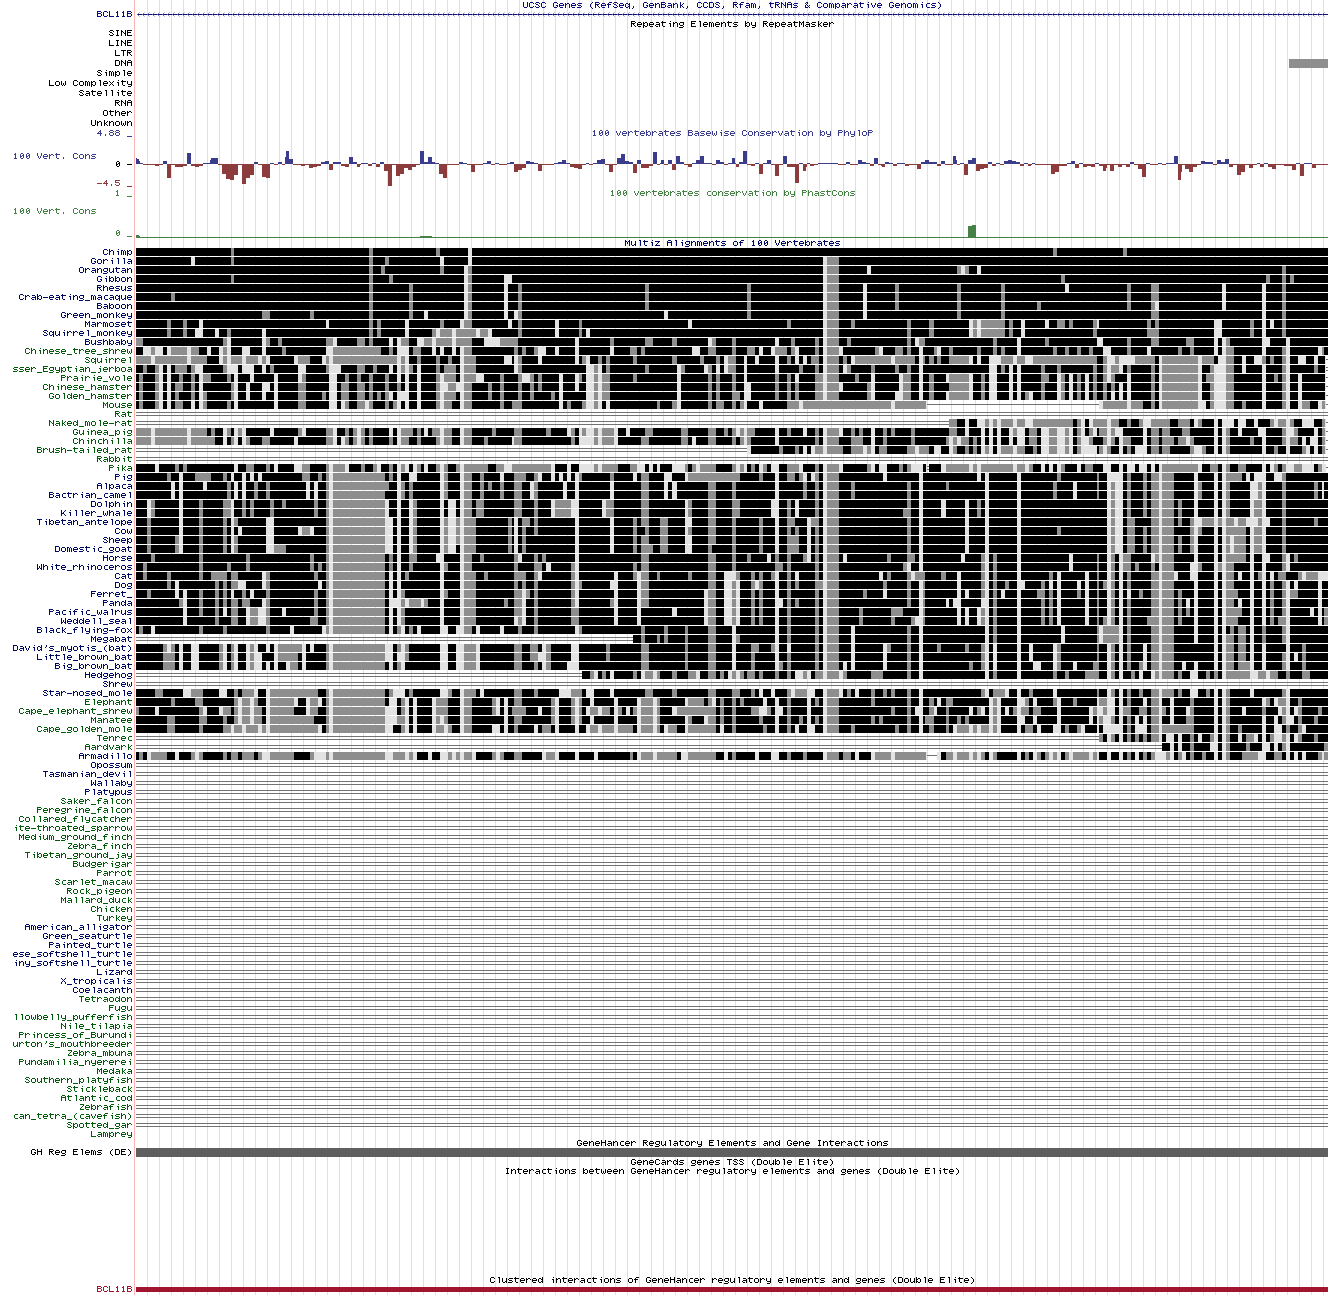 UCSC Genes (RefSeq, GenBank, CCDS, Rfam, tRNAs & Comparative Genomics)
BCL11B
Repeating Elements by RepeatMasker
SINE
LINE
LTR
DNA
Simple
Low Complexity
Satellite
RNA
Other
Unknown
4.88 _
100 vertebrates Basewise Conservation by PhyloP
100 Vert. Cons
0 -
-4.5 _
100 vertebrates conservation by PhastCons
1 _
100 Vert. Cons
0 _
Multiz Alignments of 100 Vertebrates
Chimp
Gorilla
Orangutan
Gibbon
Rhesus
Crab-eating_macaque
Baboon
Green_monkey
Marmoset
Squirrel_monkey
Bushbaby
Chinese_tree_shrew
Squirrel
sser_Egyptian_jerboa
Prairie_vole
Chinese_hamster
Golden_hamster
Mouse
Rat
Naked_mole-rat
Guinea_pig
Chinchilla
Brush-tailed_rat
Rabbit
Pika
Pig
Alpaca
Bactrian_camel
Dolphin
Killer_whale
Tibetan_antelope
Cow
Sheep
Domestic_goat
Horse
White_rhinoceros
Cat
Dog
Ferret_
Panda
Pacific_walrus
Weddell_seal
Black_flying-fox
Megabat
David's_myotis_(bat)
Little_brown_bat
Big_brown_bat
Hedgehog
Shrew
Star-nosed_mole
Elephant
Cape_elephant_shrew
Manatee
Cape_golden_mole
Tenrec
Aardvark
Armadillo
Opossum
Tasmanian_devil
Wallaby
Platypus
Saker_falcon
Peregrine_falcon
Collared_flycatcher
ite-throated_sparrow
Medium_ground_finch
Zebra_finch
Tibetan_ground_jay
Budgerigar
Parrot
Scarlet_macaw
Rock_pigeon
Mallard_duck
Chicken
Turkey
American_alligator
Green_seaturtle
Painted_turtle
ese_softshell_turtle
iny_softshell_turtle
Lizard
X_tropicalis
Coelacanth
Tetraodon
Fugu
llowbelly_pufferfish
Nile_tilapia
Princess_of_Burundi
urton's_mouthbreeder
Zebra_mbuna
Pundamilia_nyererei
Medaka
Southern_platyfish
Stickleback
Atlantic_cod
Zebrafish
can_tetra_(cavefish)
Spotted_gar
Lamprey
GeneHancer Regulatory Elements and Gene Interactions
GH Reg Elems (DE)
GeneCards genes TSS (Double Elite)
Interactions between GeneHancer regulatory elements and genes (Double Elite)
Clustered interactions of GeneHancer regulatory elements and genes (Double Elite)
BCL11B